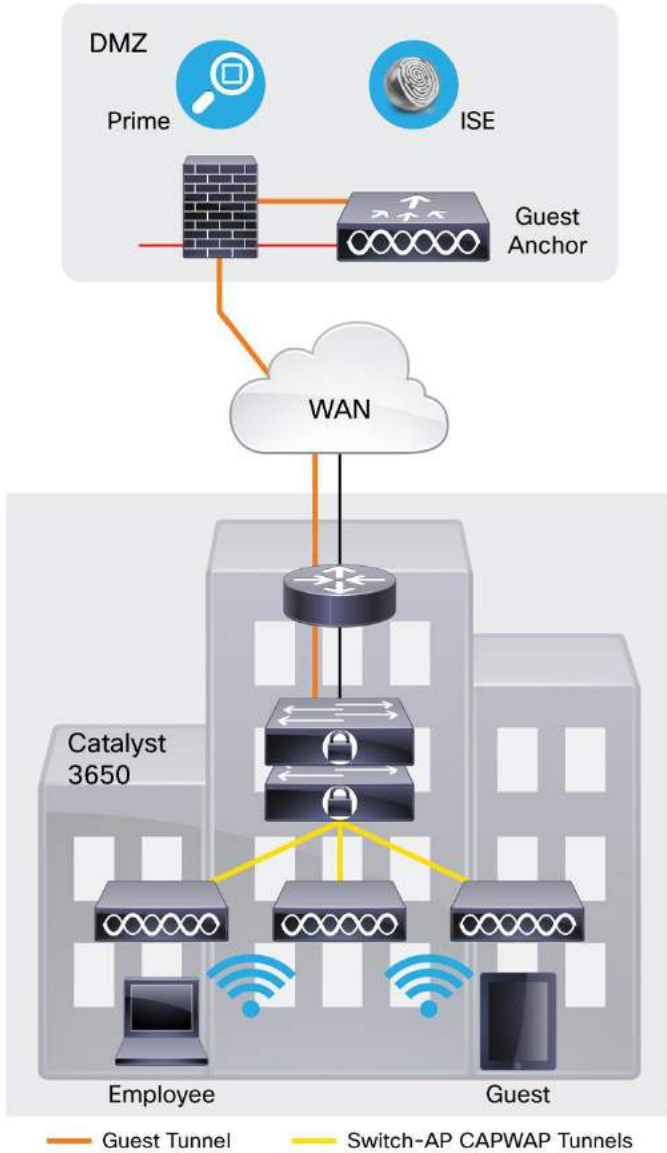 DMZ
Prime
ISE
Guest
Anchor
WAN
Catalyst
3650
Employee
Guest
Guest Tunnel
Switch-AP CAPWAP Tunnels